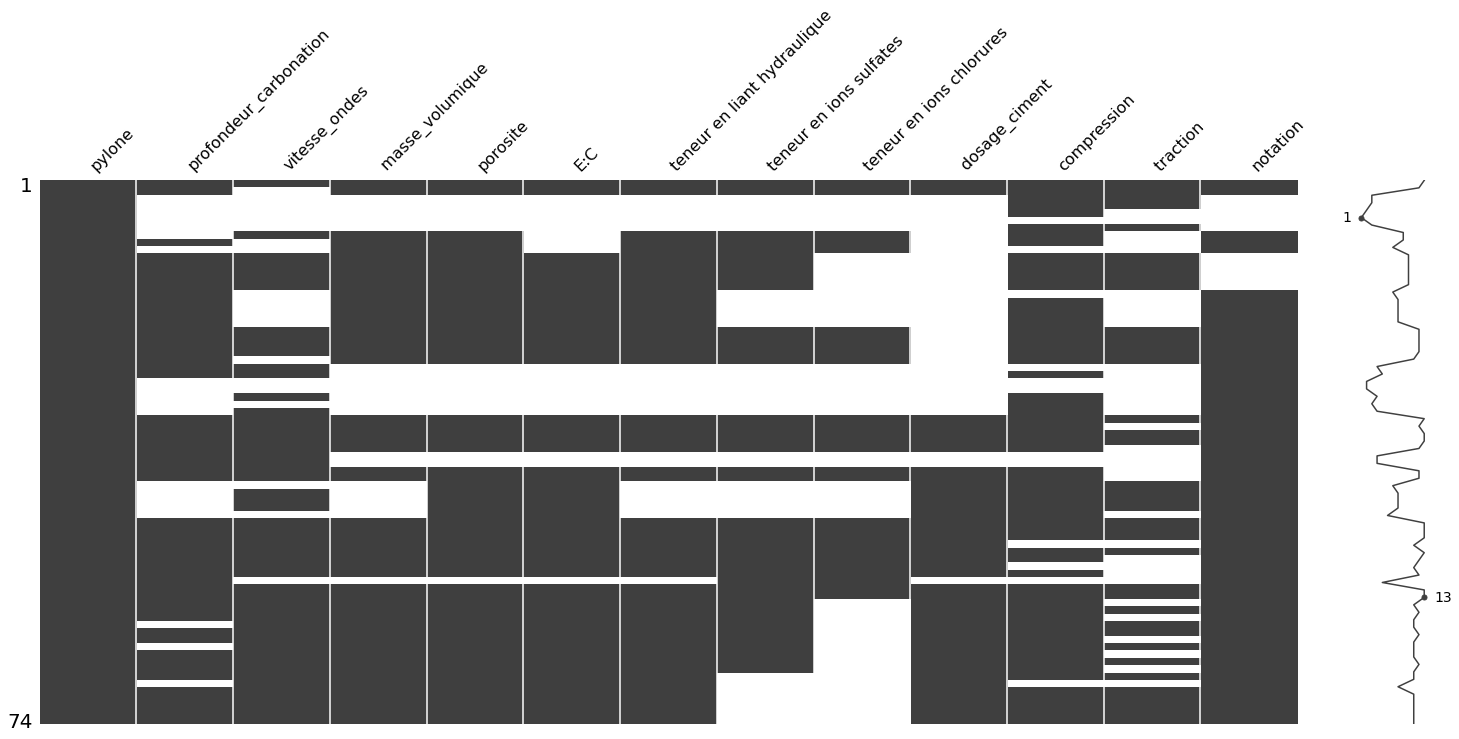 pylone
profondeur_carbonation
vitesse_ondes
masse_volumique
porosite
E:C
teneur en liant hydraulique
teneur en ions sulfates
teneur en ions chlorures
dosage_ciment
compression
traction
notation
1
1
13
74